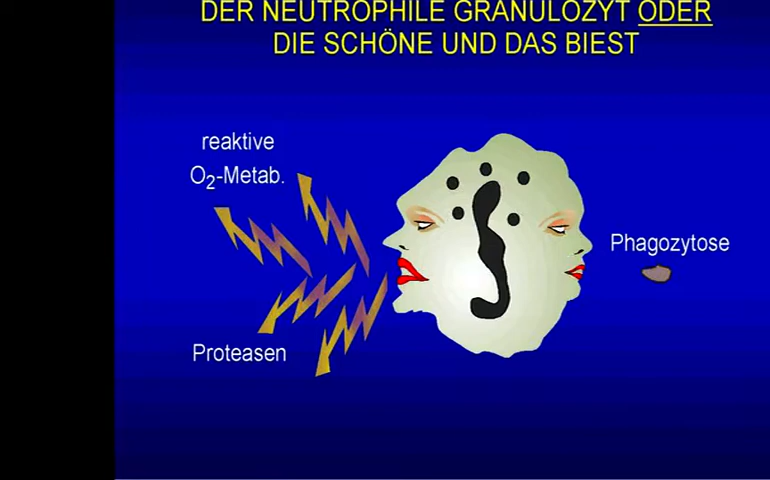 DER NEUTROPHILE GRANULOZYT ODER
DIE SCHÖNE UND DAS BIEST
reaktive
O₂-Metab.
Phagozytose
Proteasen